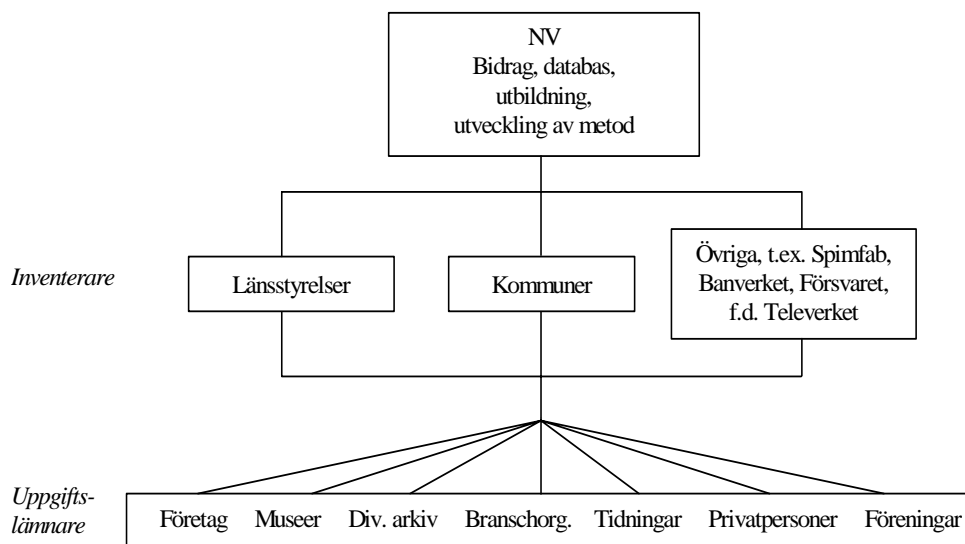 NV
Bidrag, databas,
utbildning,
utveckling av metod
Inventerare
Länsstyrelser
Kommuner
Övriga, t.ex. Spimfab,
Banverket, Försvaret,
f.d. Televerket
Uppgifts-
lämnare
Företag Museer Div. arkiv Branschorg. Tidningar Privatpersoner Föreningar